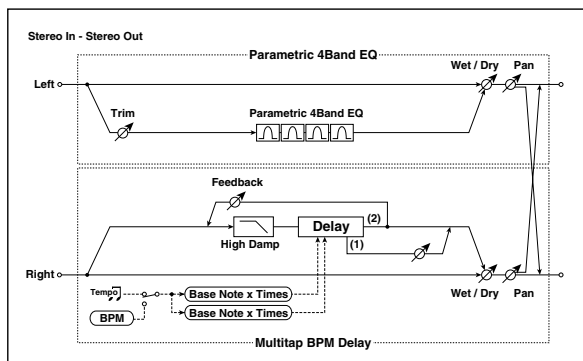 Stereo In - Stereo Out
Parametric 4Band EQ
Wet / Dry
Pan
Left
Trim
Parametric 4Band EQ
Feedback
High Damp
Delay
(2)
(1)
Right
Tempo
BPM
Base Note x Times
Base Note x Times
Wet / Dry
Pan
Multitap BPM Delay